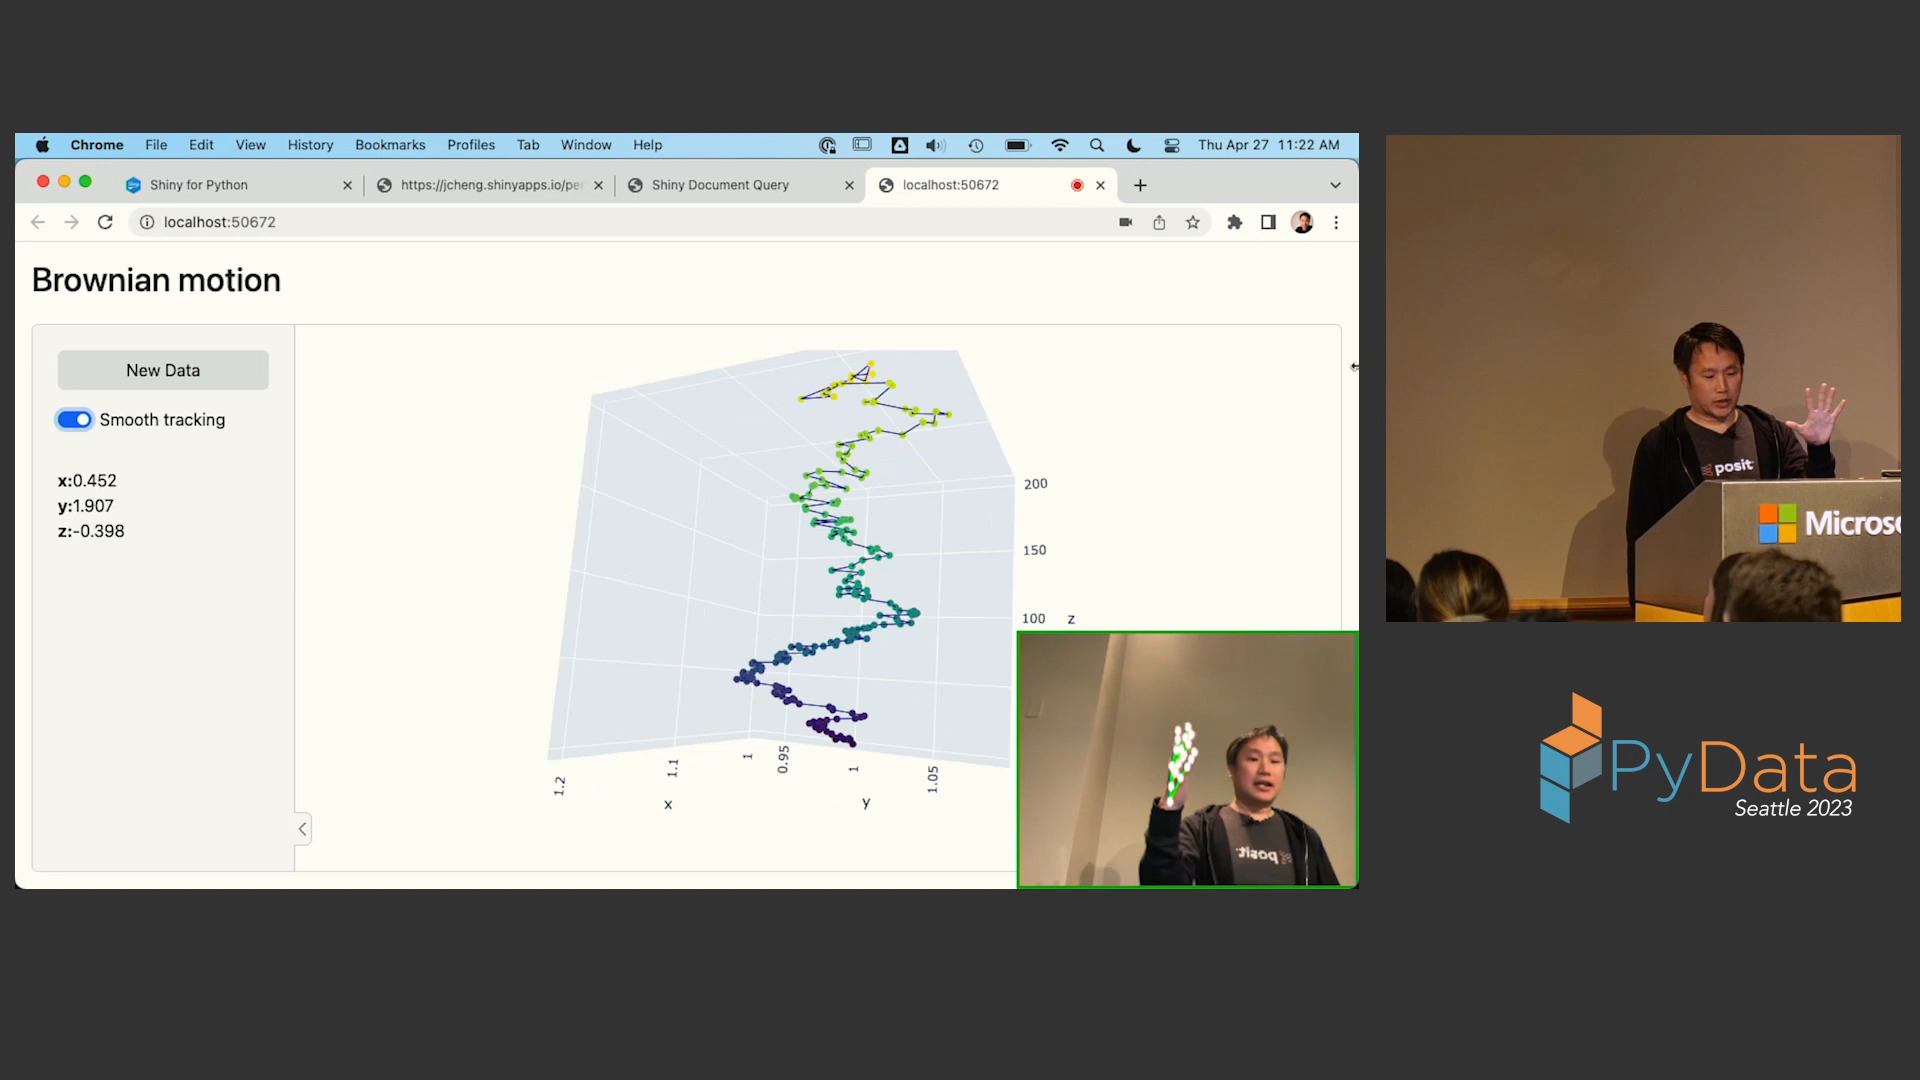 Chrome File Edit View History Bookmarks Profiles Tab Window Help Thu Apr 27 11:22 AM
Shiny for Python https://jcheng.shinyapps.io/per Shiny Document Query localhost:50672
localhost:50672
Brownian motion
New Data
Smooth tracking
x:0.452
y:1.907
z:-0.398
200
150
100 z
1.2 1.1 1 0.95 1 1.05
x y
posit
posit
Microso
PyData
Seattle 2023